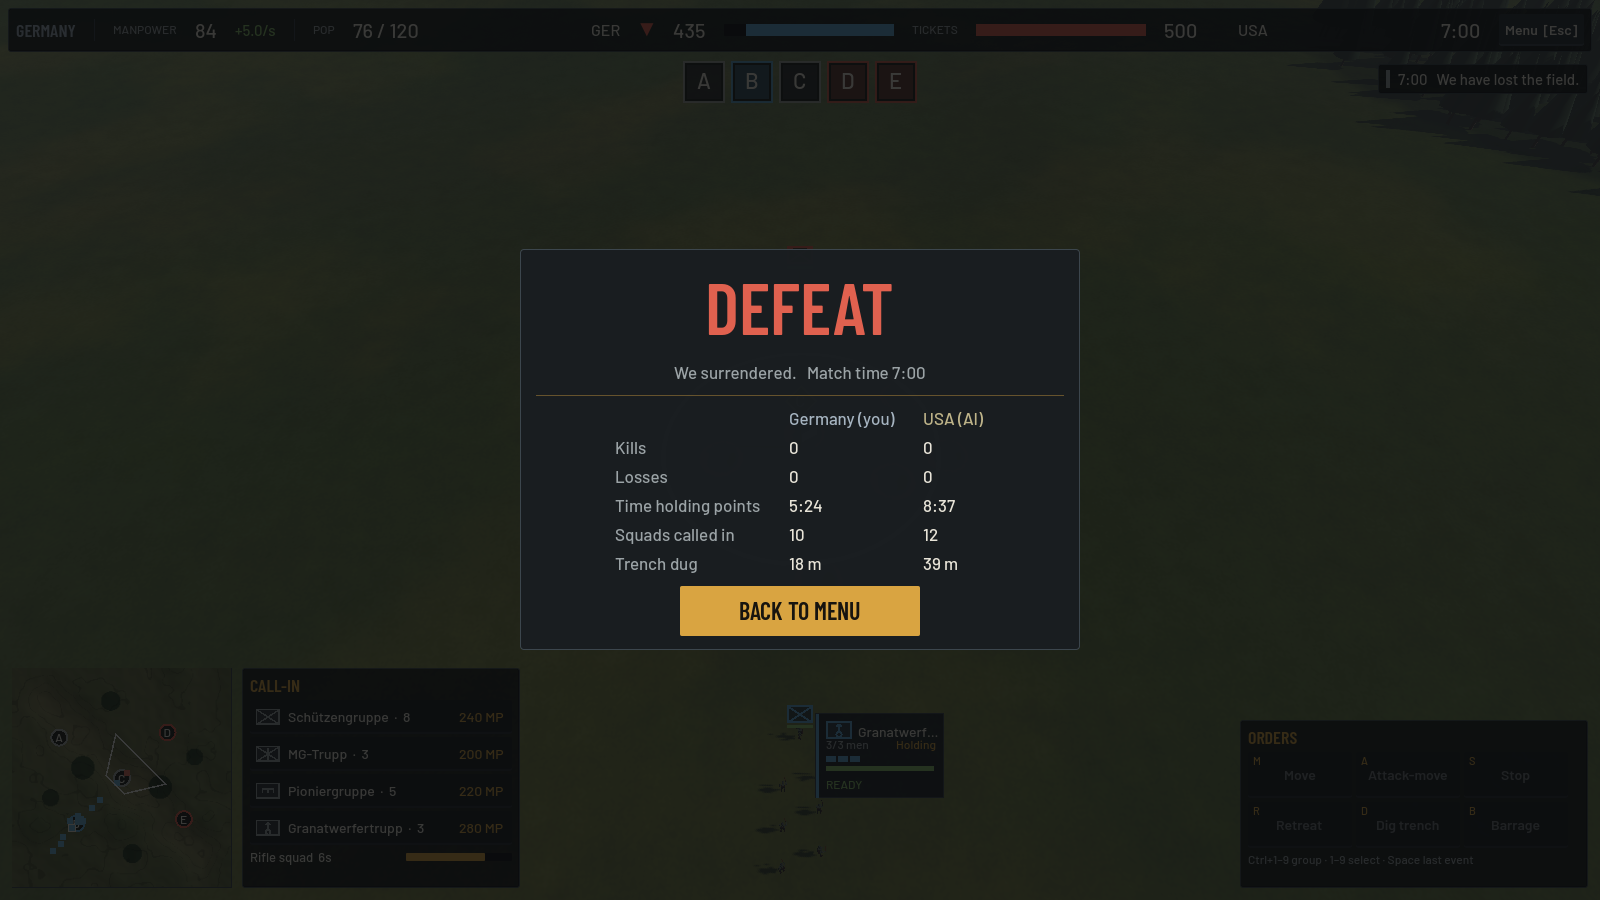 GERMANY MANPOWER 84 +5.0/s POP 76 / 120 GER 435 TICKETS 500 USA 7:00 Menu [Esc]
A B C D E
7:00 We have lost the field.
DEFEAT
We surrendered. Match time 7:00
Germany (you) USA (AI)
Kills 0 0
Losses 0 0
Time holding points 5:24 8:37
Squads called in 10 12
Trench dug 18 m 39 m
BACK TO MENU
A D C E
CALL-IN
Schützengruppe · 8 240 MP
MG-Trupp · 3 200 MP
Pioniergruppe · 5 220 MP
Granatwerfertrupp · 3 280 MP
Rifle squad 6s
Granatwerf...
3/3 men Holding
READY
ORDERS
M Move A Attack-move S Stop
R Retreat D Dig trench B Barrage
Ctrl+1-9 group · 1-9 select · Space last event